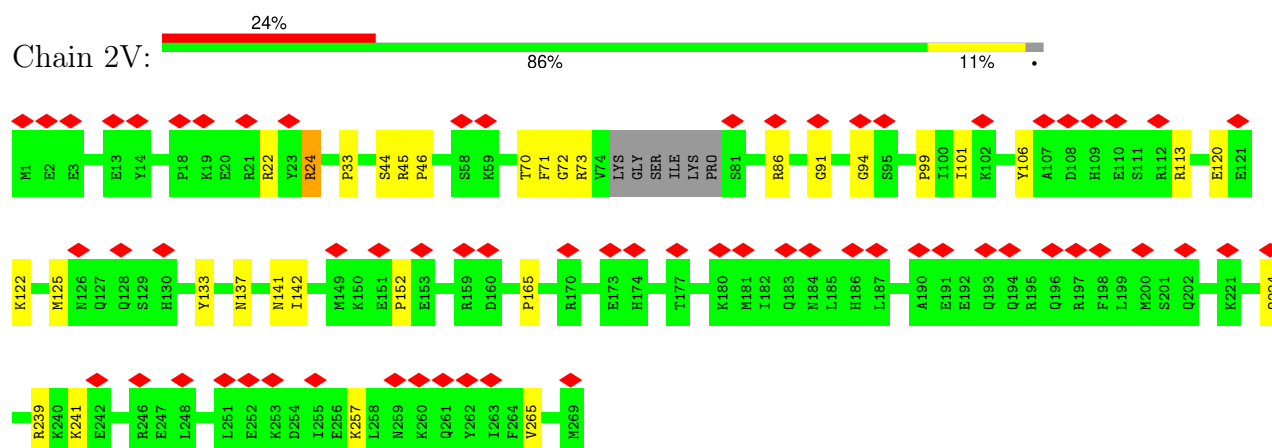 24%
Chain 2V:
86% 11% •
M1 E2 E3 E13 Y14 P18 K19 E20 R21 R22 Y23 R24 P33 S44 R45 P46 S58 K59 T70 F71 G72 R73 V74 LYS GLY SER ILE LYS PRO S81 R86 G91 G94 S95 P99 I100 I101 K102 Y106 A107 D108 H109 E110 S111 R112 R113 E120 E121
K122 M125 N126 Q127 Q128 S129 H130 Y133 N137 N141 I142 M149 K150 E151 P152 E153 R159 D160 P165 R170 E173 H174 T177 K180 M181 I182 Q183 N184 L185 H186 L187 A190 E191 E192 Q193 Q194 R195 Q196 R197 F198 L199 M200 S201 Q202 K221
R239 K240 K241 E242 R246 E247 L248 L251 E252 K253 D254 I255 E256 K257 L258 N259 K260 Q261 Y262 I263 F264 V265 M269